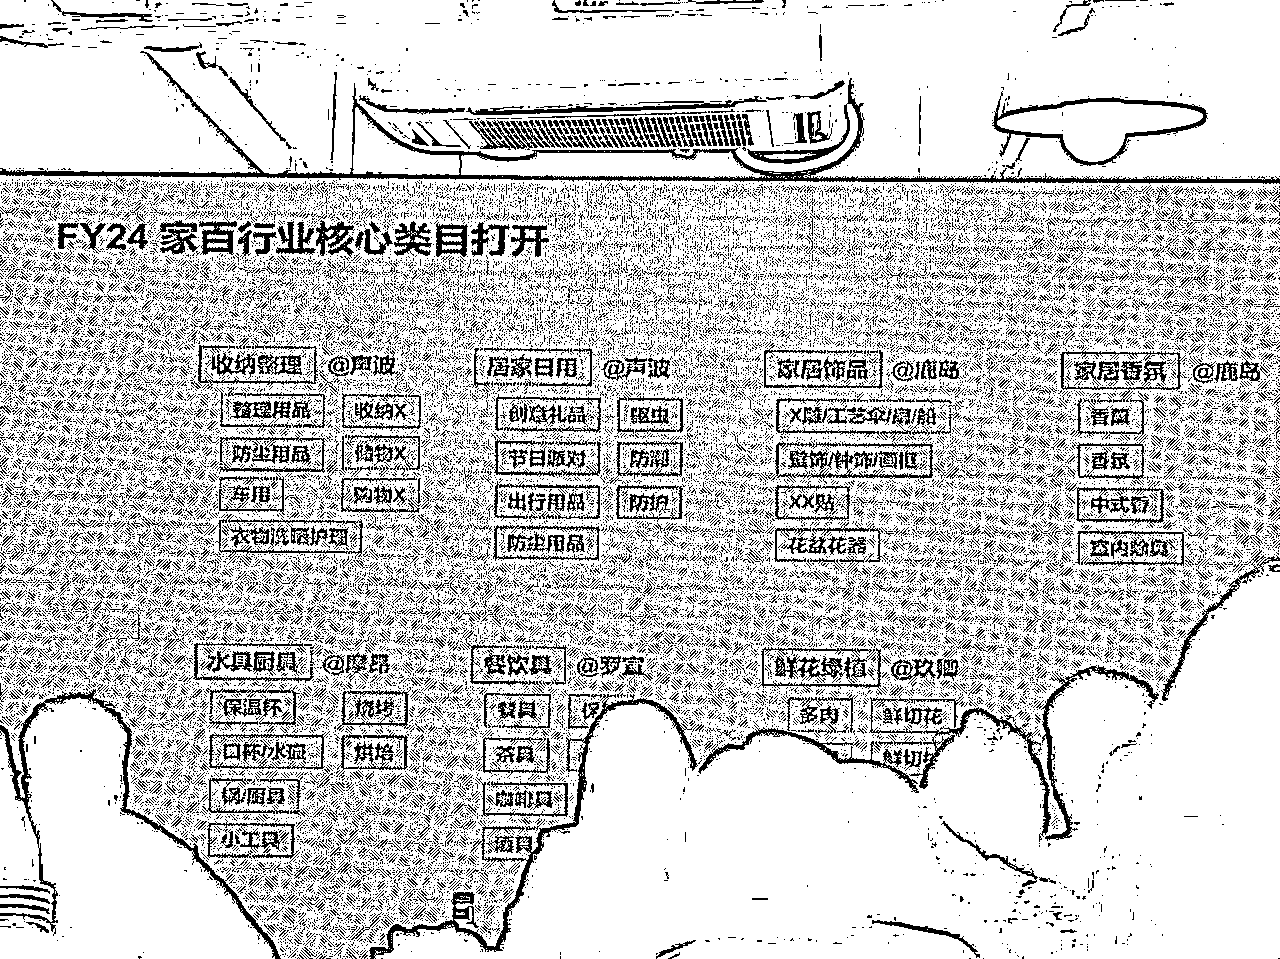 FY24 家百行业核心类目打开
收纳整理 @声波
整理用品 收纳X
防尘用品 储物X
车用 购物X
衣物洗晒护理
居家日用 @声波
创意礼品 驱虫
节日派对 防潮
出行用品 防护
防尘用品
家居饰品 @鹿岛
X雕/工艺伞/扇/船
壁饰/钟饰/画框
XX贴
花盆花器
家居香氛 @鹿岛
香薰
香氛
中式香
室内除臭
水具厨具 @摩昂
保温杯 烧烤
口杯/水壶 烘焙
锅/厨具
小工具
餐饮具 @罗宜
餐具
茶具
咖啡具
酒具
鲜花绿植 @玖卿
多肉 鲜切花
鲜切